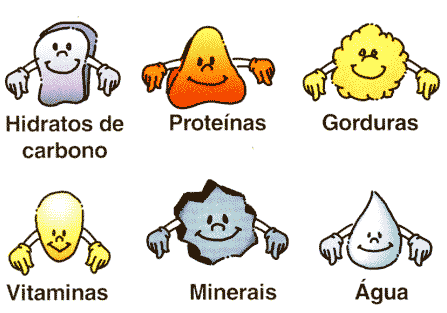 Hidratos de
carbono
Proteínas
Gorduras
Vitaminas
Minerais
Água